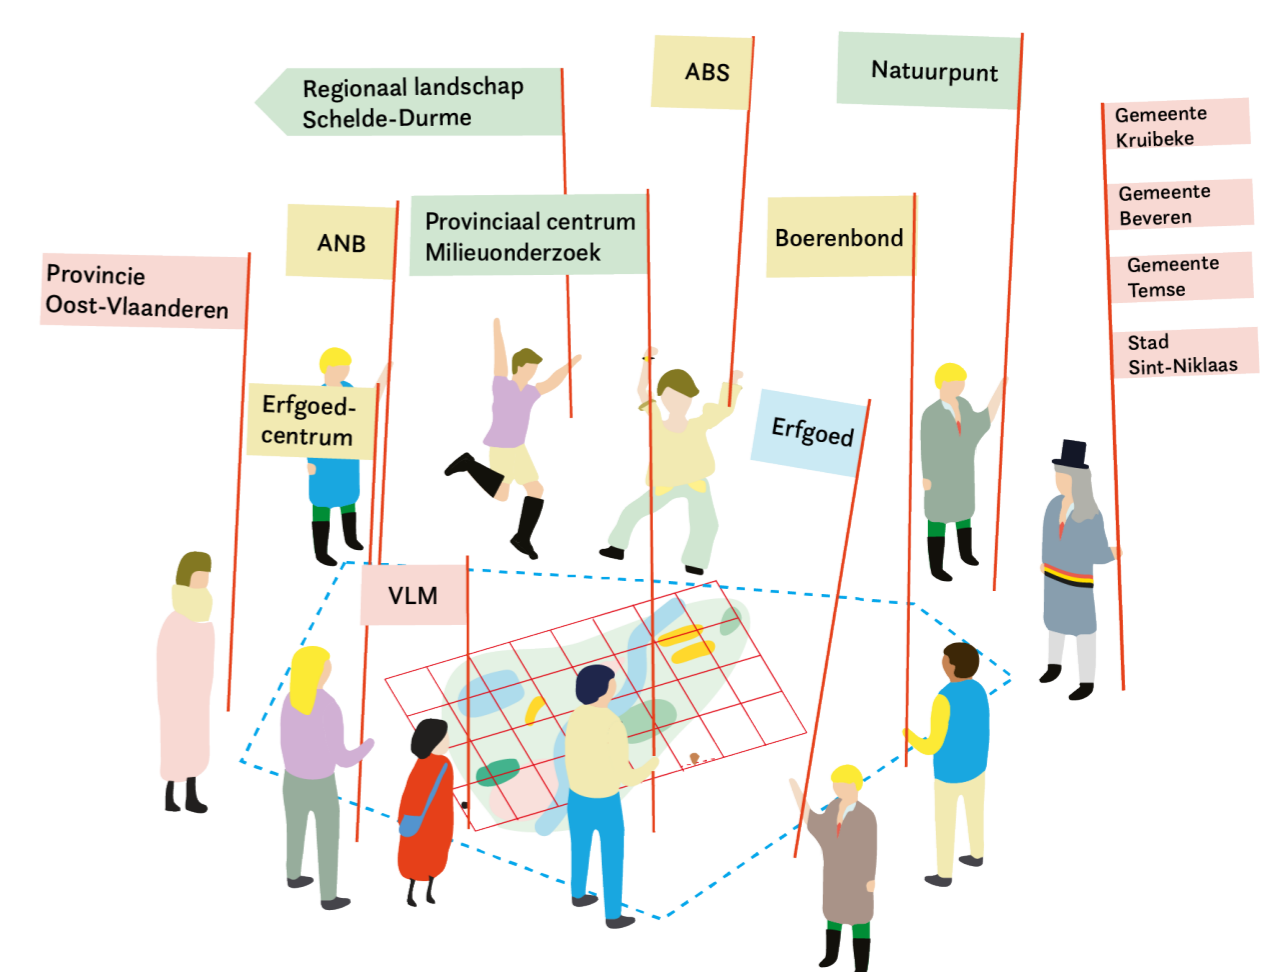 ABS
Natuurpunt
Regionaal landschap
Schelde-Durme
Gemeente
Kruibeke
Gemeente
Beveren
Gemeente
Temse
Stad
Sint-Niklaas
Provinciaal centrum
Milieuonderzoek
ANB
Boerenbond
Provincie
Oost-Vlaanderen
Erfgoed-
centrum
Erfgoed
VLM